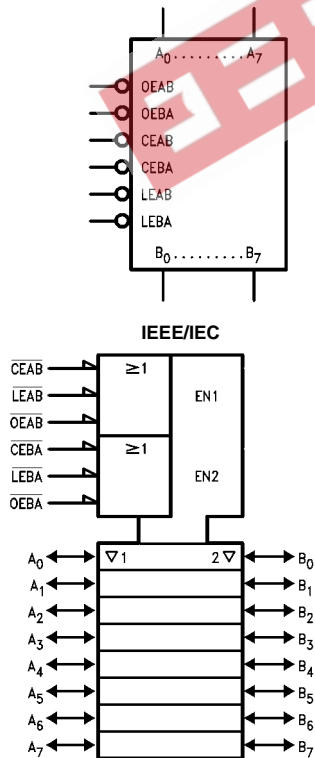 A0.........A7
OEAB
OEBA
CEAB
CEBA
LEAB
LEBA
B0.........B7
IEEE/IEC
CEAB
≥1
EN1
LEAB
OEAB
CEBA
≥1
LEBA
EN2
OEBA
A0 ▽1 2▽ B0
A1 B1
A2 B2
A3 B3
A4 B4
A5 B5
A6 B6
A7 B7